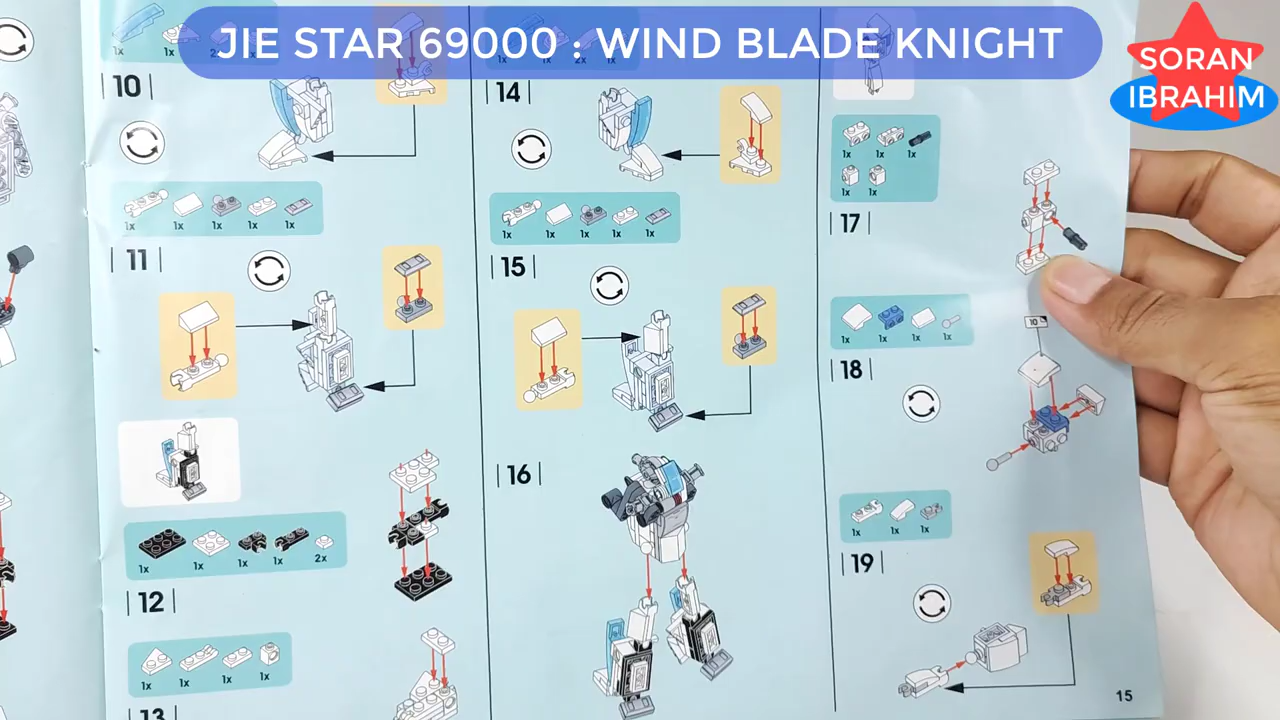 JIE STAR 69000 : WIND BLADE KNIGHT
SORAN
IBRAHIM
1x
10
1x 1x 1x 1x 1x
11
1x 1x 1x 1x 2x
12
1x 1x 1x 1x
13
14
1x 1x 1x 1x 1x
15
16
1x 1x 1x
1x 1x
17
1x 1x 1x 1x
10
18
1x 1x 1x
19
15